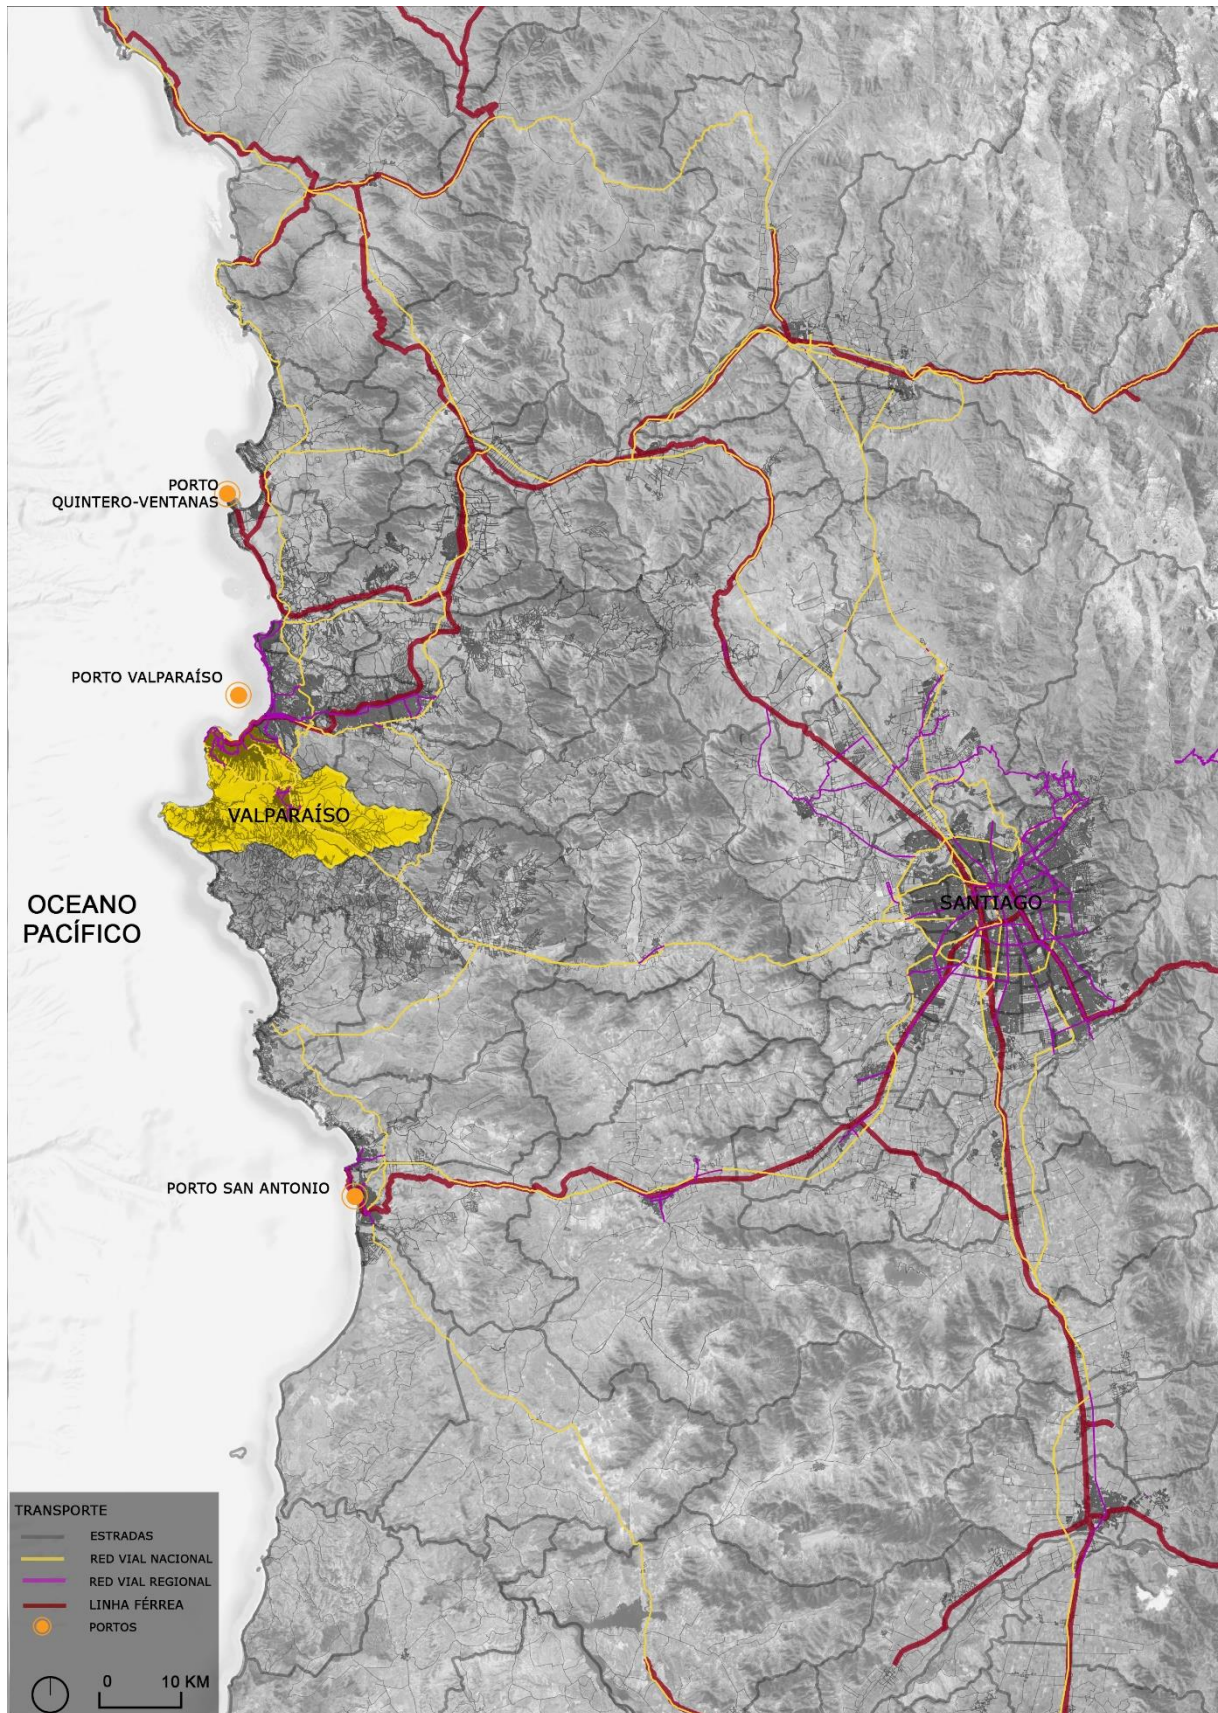 PORTO
QUINTERO-VENTANAS
PORTO VALPARAÍSO
VALPARAÍSO
OCEANO
PACÍFICO
SANTIAGO
PORTO SAN ANTONIO
TRANSPORTE
ESTRADAS
RED VIAL NACIONAL
RED VIAL REGIONAL
LINHA FÉRREA
PORTOS
0 10 KM